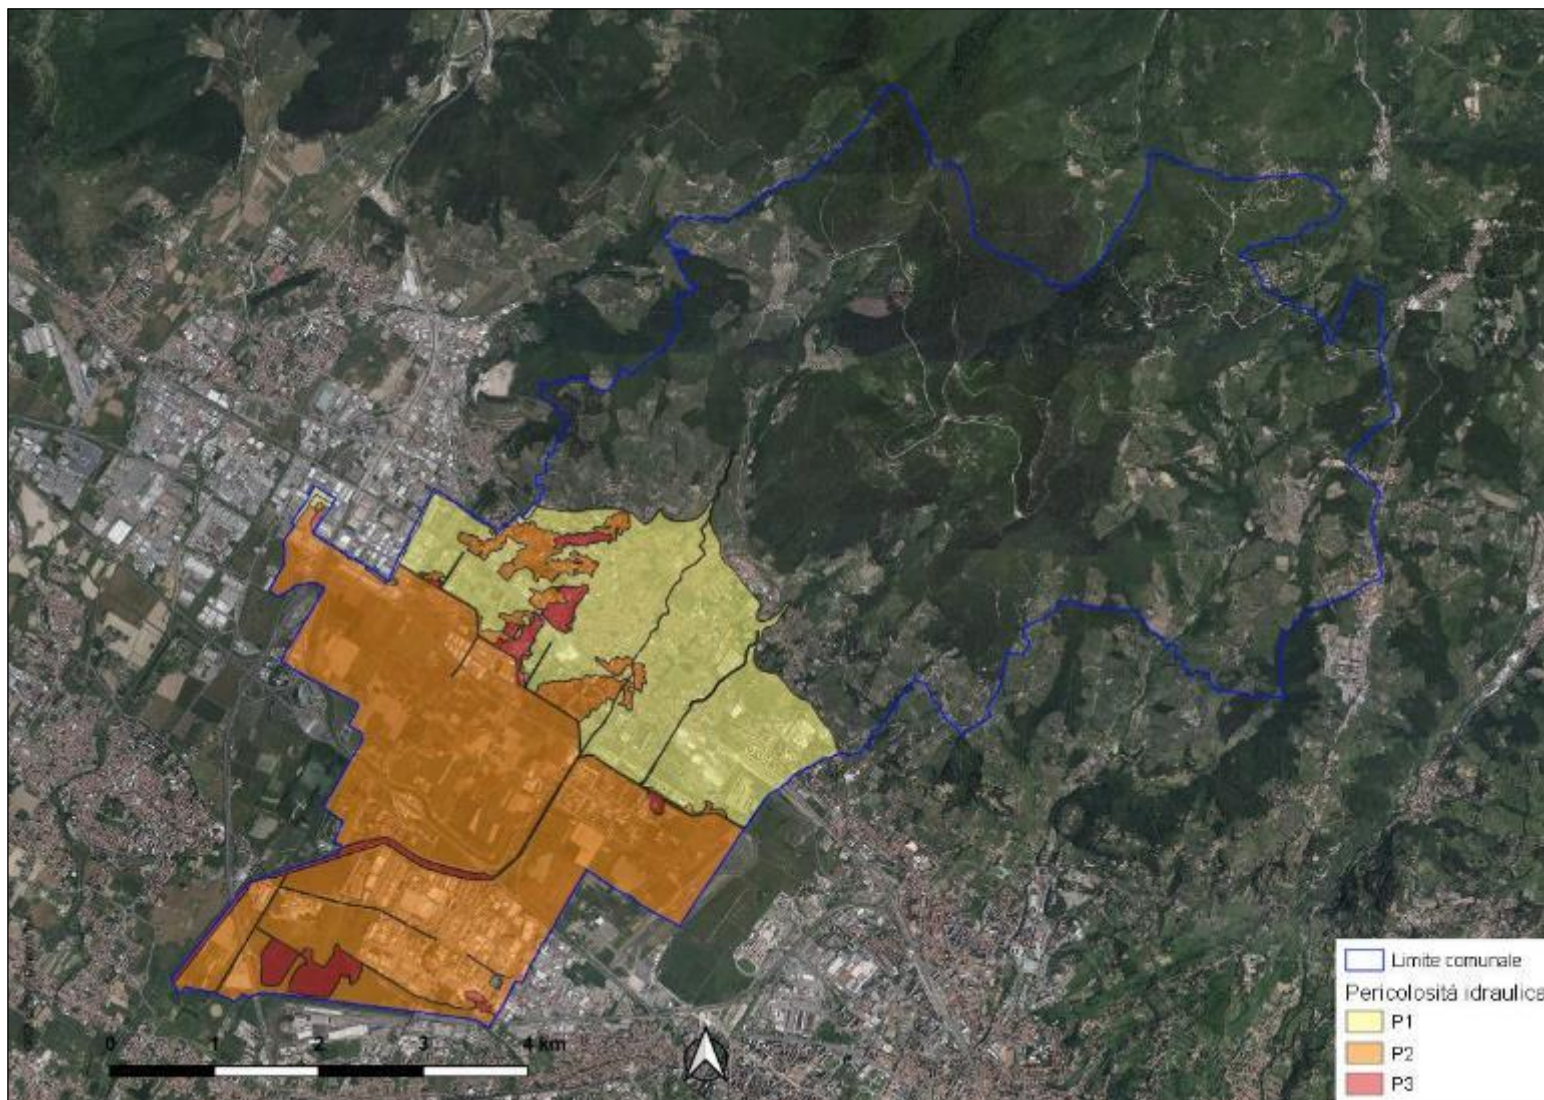 Limite comunale
Pericolosità idraulica
P1
P2
P3
0 1 2 3 4 km